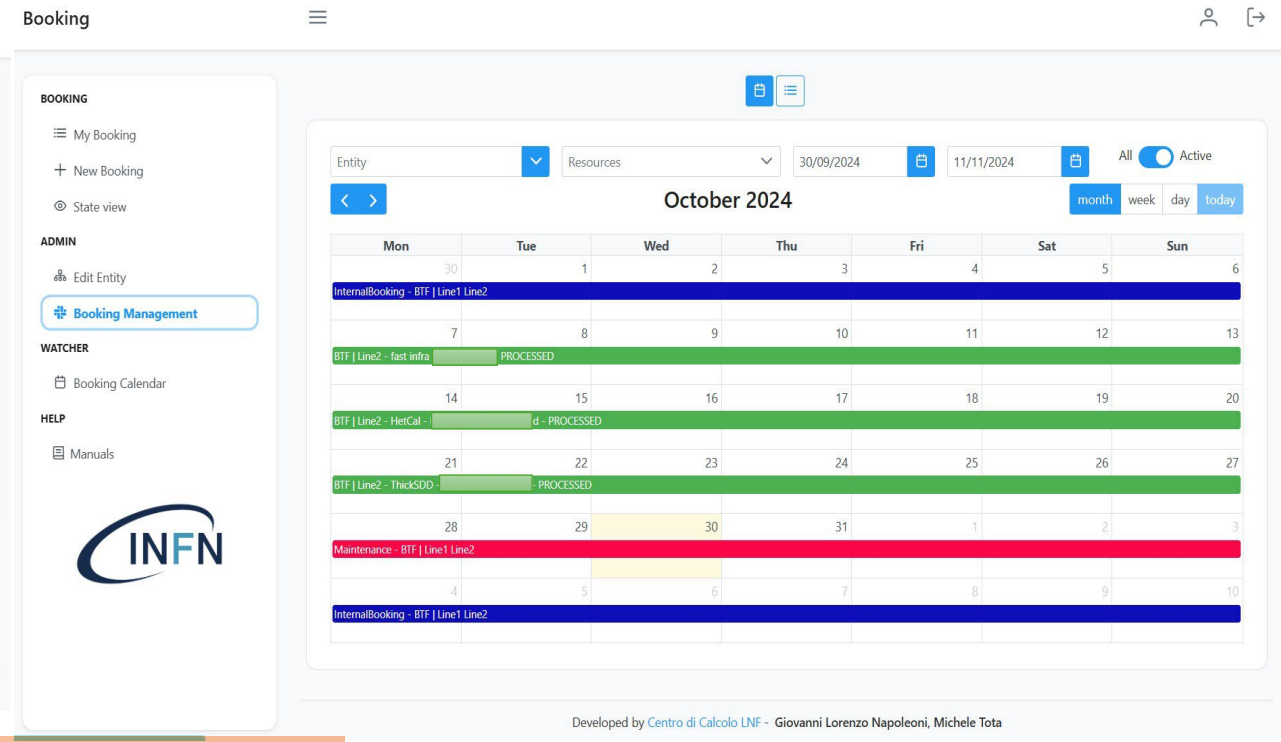 Booking
BOOKING
My Booking
New Booking
State view
ADMIN
Edit Entity
Booking Management
WATCHER
Booking Calendar
HELP
Manuals
INFN
Entity
Resources
30/09/2024
11/11/2024
All Active
October 2024
month week day today
Mon Tue Wed Thu Fri Sat Sun
30 1 2 3 4 5 6
InternalBooking - BTF | Line1 Line2
7 8 9 10 11 12 13
BTF | Line2 - fast infra PROCESSED
14 15 16 17 18 19 20
BTF | Line2 - HetCal - d - PROCESSED
21 22 23 24 25 26 27
BTF | Line2 - ThickSDD - - PROCESSED
28 29 30 31 1 2 3
Maintenance - BTF | Line1 Line2
4 5 6 7 8 9 10
InternalBooking - BTF | Line1 Line2
Developed by Centro di Calcolo LNF - Giovanni Lorenzo Napoleoni, Michele Tota